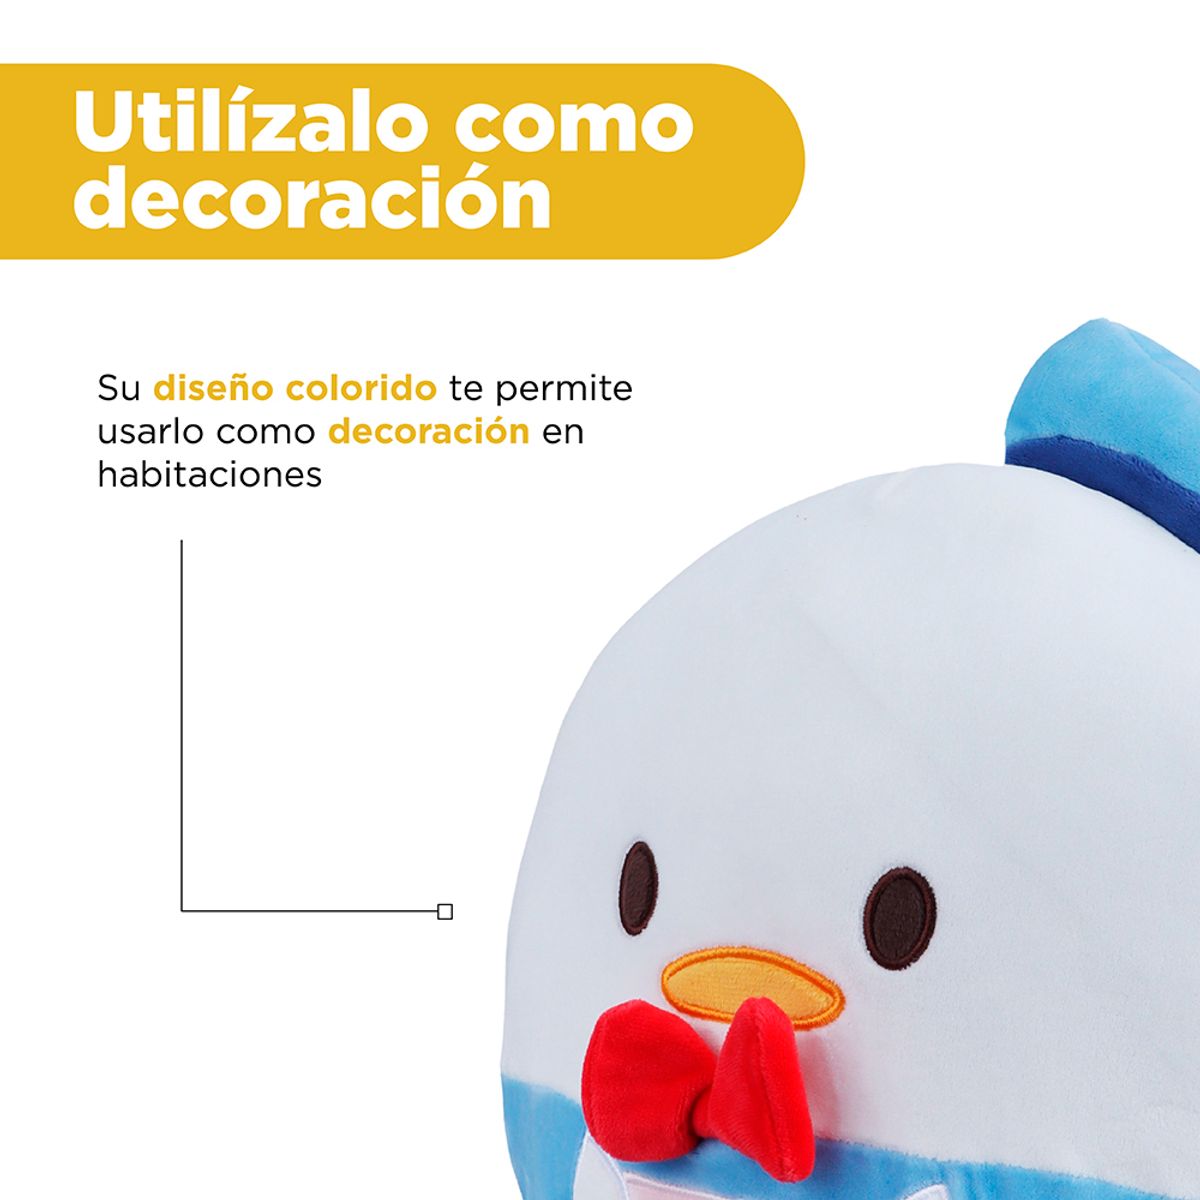 Utilízalo como
decoración
Su diseño colorido te permite
usarlo como decoración en
habitaciones